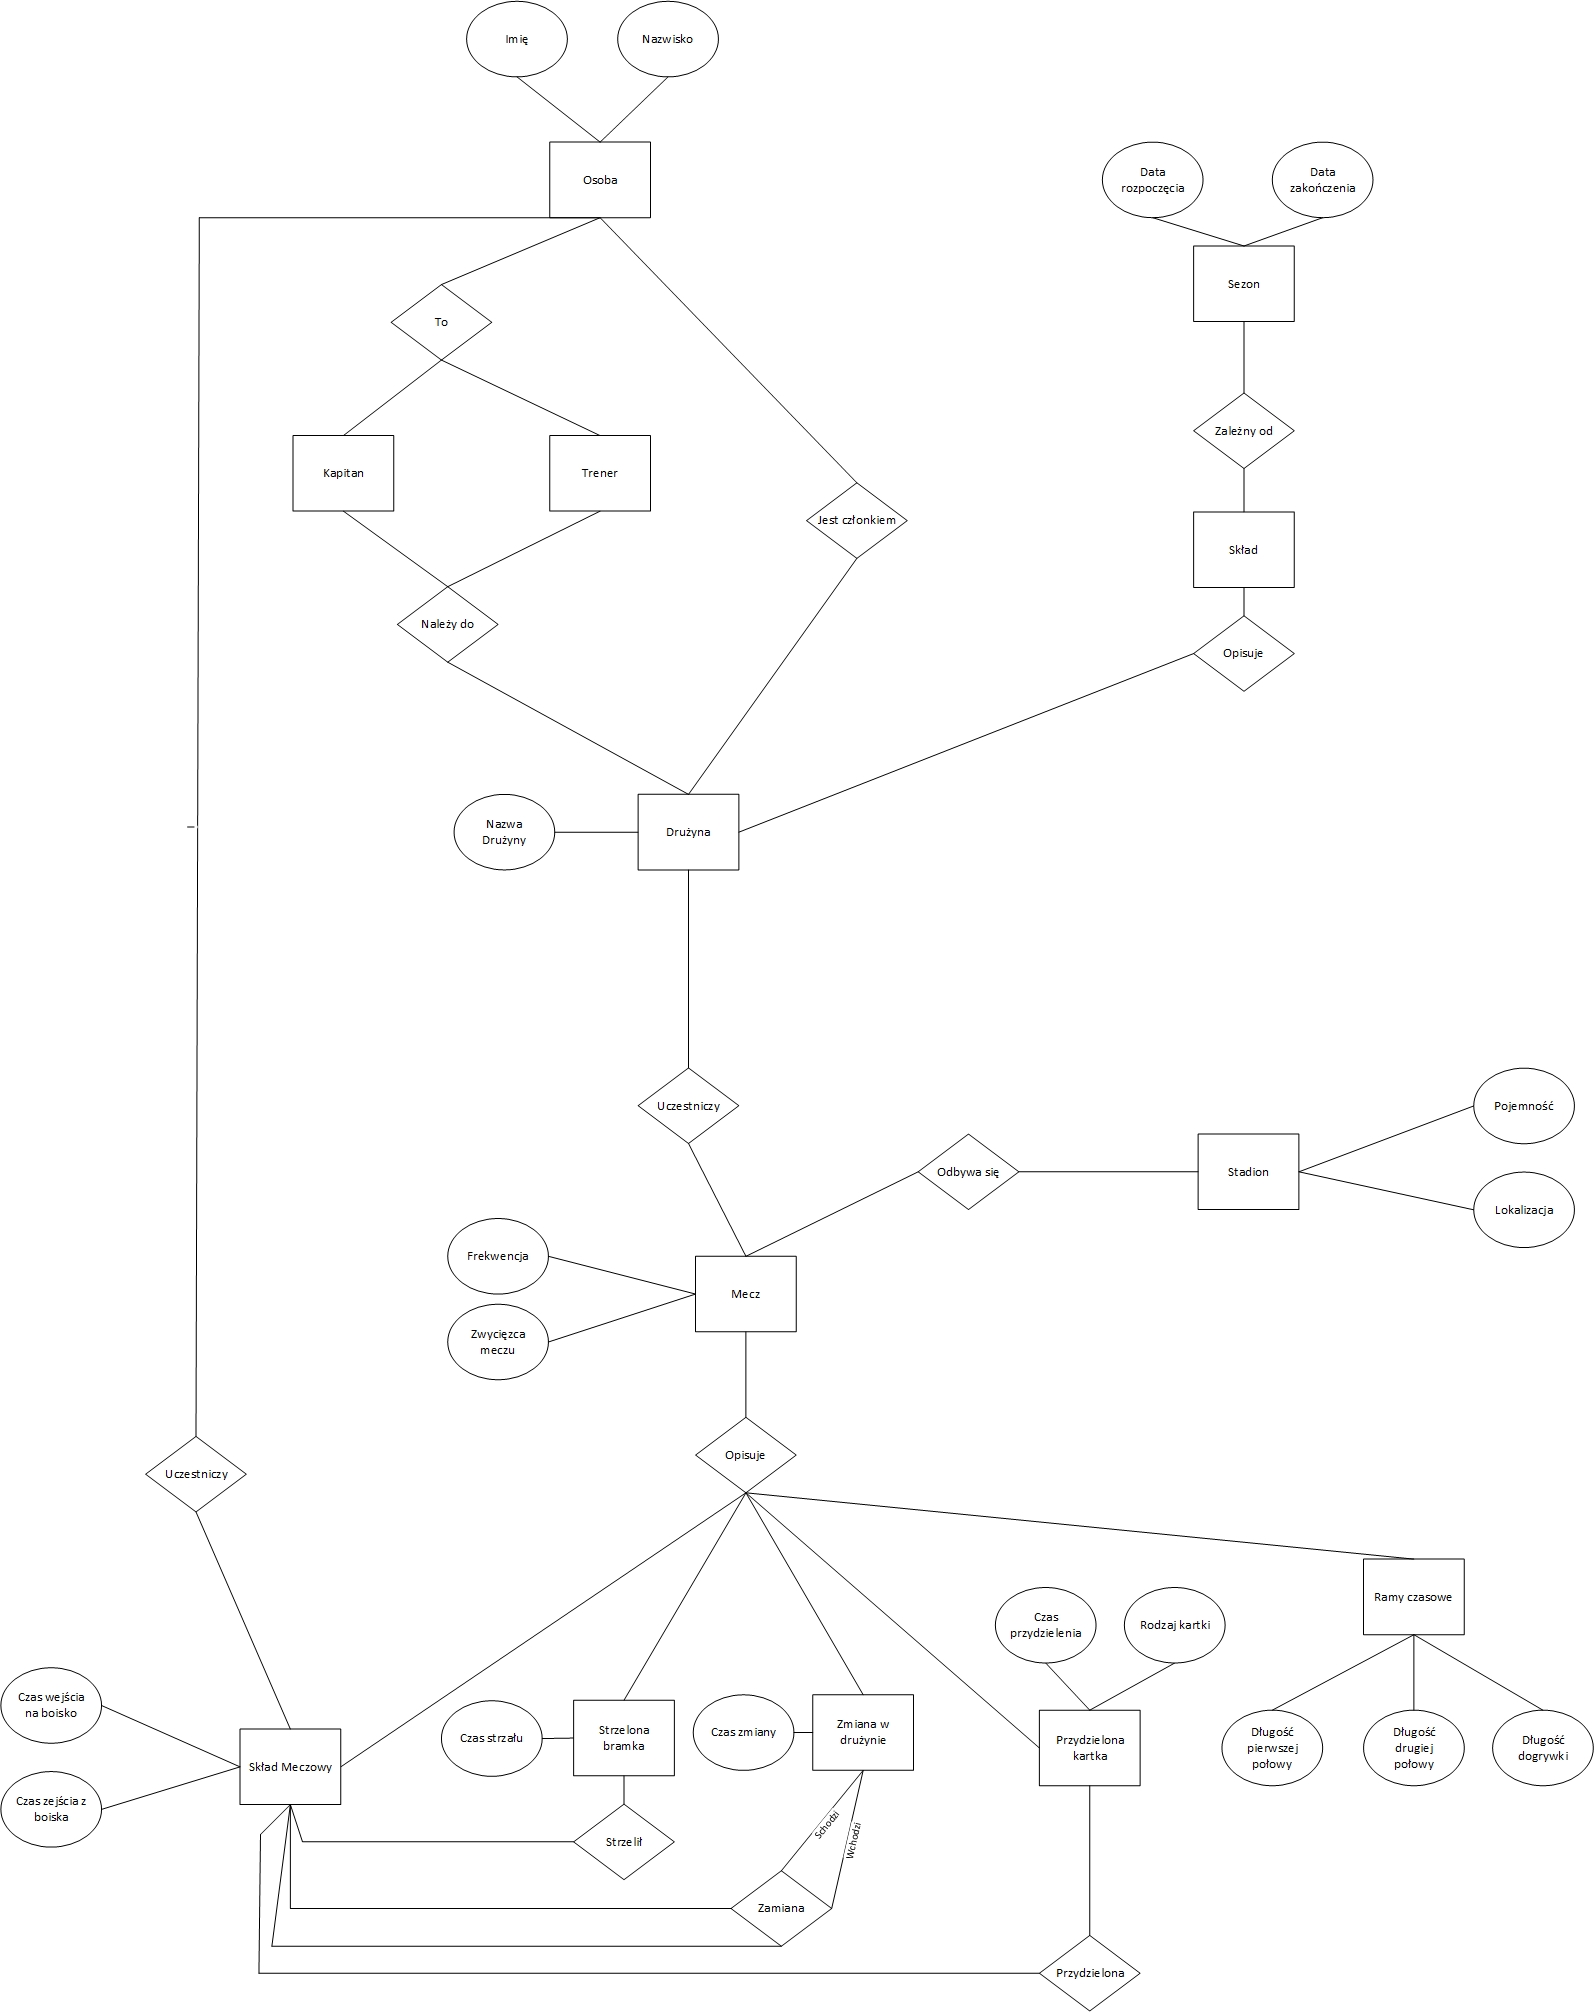 Imię
Nazwisko
Osoba
Data
rozpoczęcia
Data
zakończenia
Sezon
To
Zależny od
Kapitan
Trener
Jest członkiem
Skład
Należy do
Opisuje
Nazwa
Drużyny
Drużyna
Uczestniczy
Pojemność
Odbywa się
Stadion
Lokalizacja
Frekwencja
Mecz
Zwycięzca
meczu
Opisuje
Uczestniczy
Ramy czasowe
Czas
przydzielenia
Rodzaj kartki
Czas wejścia
na boisko
Czas strzału
Strzelona
bramka
Czas zmiany
Zmiana w
drużynie
Przydzielona
kartka
Długość
pierwszej
połowy
Długość
drugiej
połowy
Długość
dogrywki
Skład Meczowy
Czas zejścia z
boiska
Schodzi
Wchodzi
Strzelił
Zamiana
Przydzielona